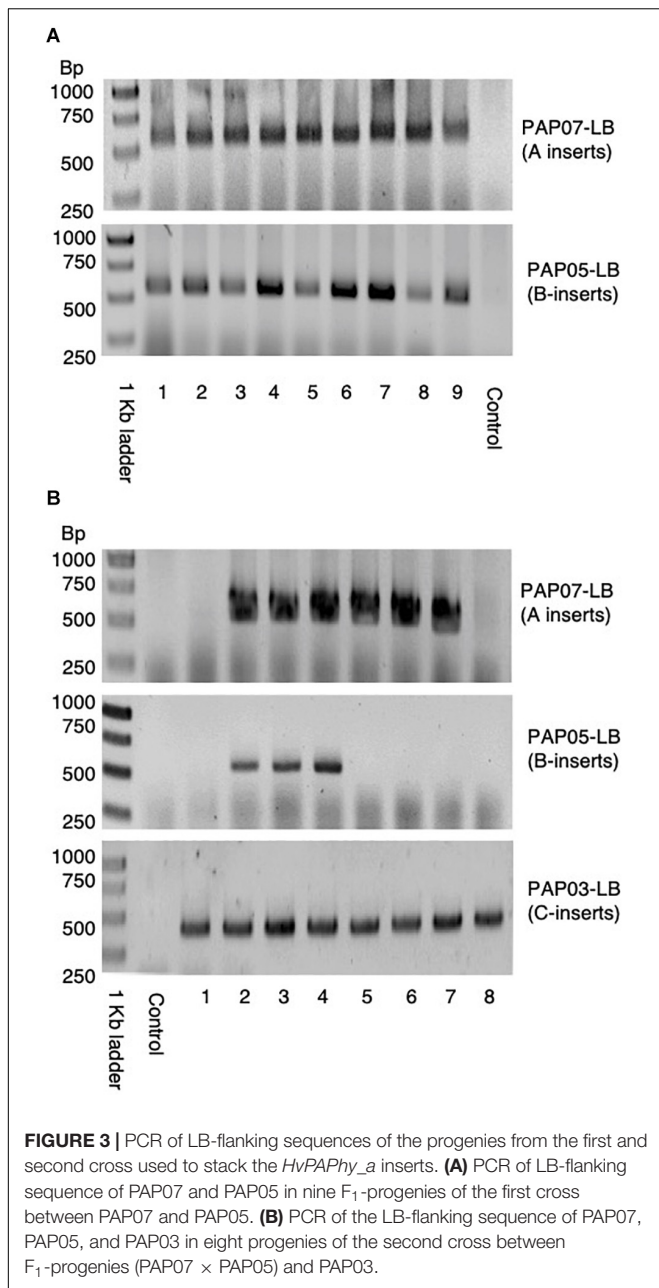 A
Bp
1000
750
500
250
PAP07-LB
(A inserts)
1000
750
500
250
PAP05-LB
(B-inserts)
1 Kb ladder 1 2 3 4 5 6 7 8 9 Control
B
Bp
1000
750
500
250
PAP07-LB
(A inserts)
1000
750
500
250
PAP05-LB
(B-inserts)
1000
750
500
250
PAP03-LB
(C-inserts)
1 Kb ladder Control 1 2 3 4 5 6 7 8
FIGURE 3 | PCR of LB-flanking sequences of the progenies from the first and
second cross used to stack the HvPAPhy_a inserts. (A) PCR of LB-flanking
sequence of PAP07 and PAP05 in nine F₁-progenies of the first cross
between PAP07 and PAP05. (B) PCR of the LB-flanking sequence of PAP07,
PAP05, and PAP03 in eight progenies of the second cross between
F₁-progenies (PAP07 × PAP05) and PAP03.